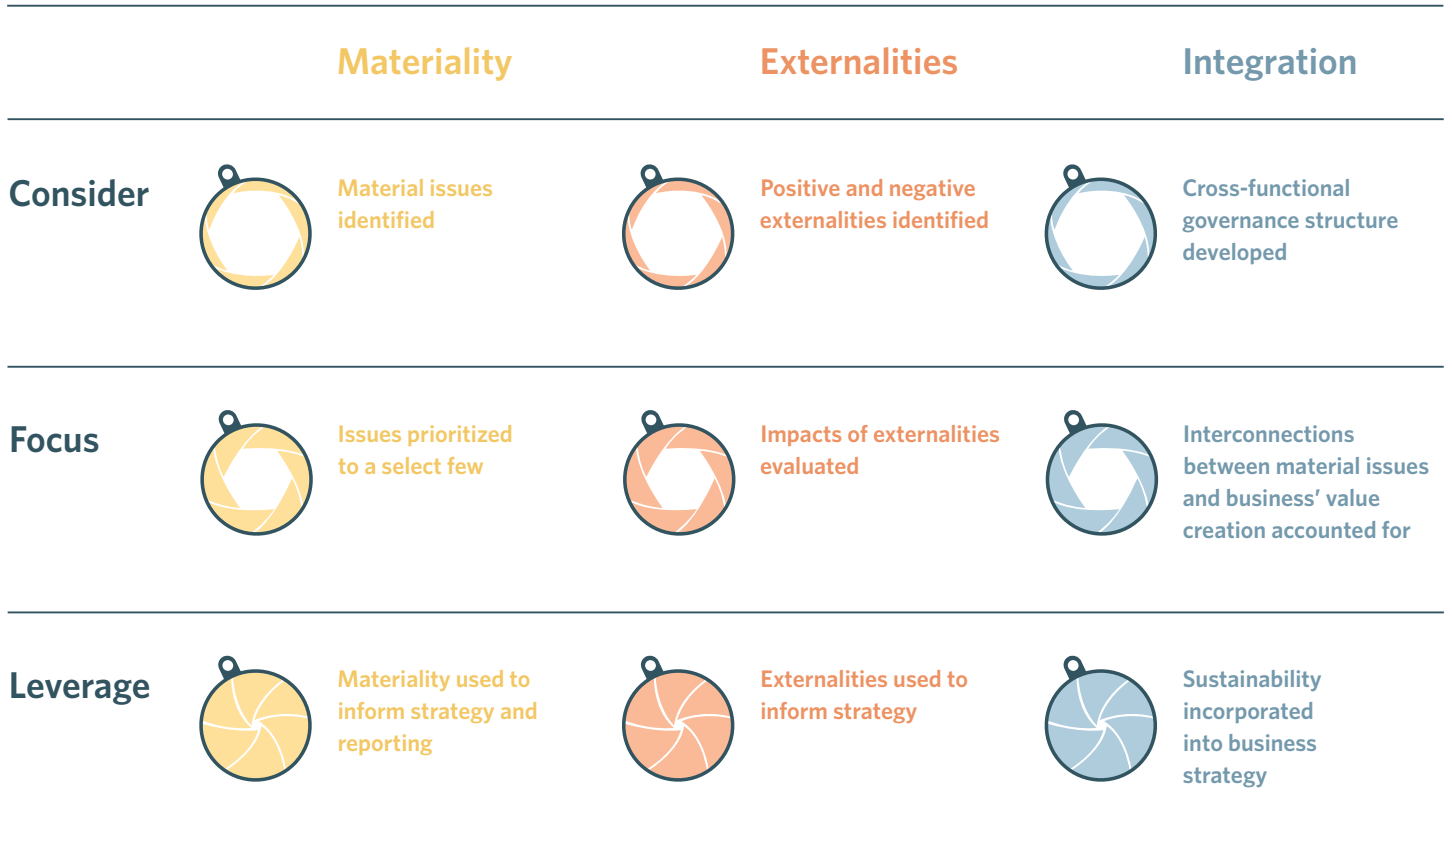 Materiality
Externalities
Integration
Consider
Material issues
identified
Positive and negative
externalities identified
Cross-functional
governance structure
developed
Focus
Issues prioritized
to a select few
Impacts of externalities
evaluated
Interconnections
between material issues
and business’ value
creation accounted for
Leverage
Materiality used to
inform strategy and
reporting
Externalities used to
inform strategy
Sustainability
incorporated
into business
strategy